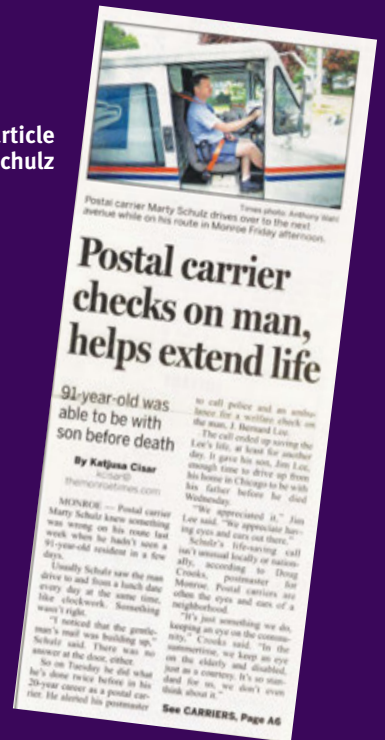 article
Schulz
Times photo: Anthony Wahl
Postal carrier Marty Schulz drives over to the next
avenue while on his route in Monroe Friday afternoon.
Postal carrier
checks on man,
helps extend life
91-year-old was
able to be with
son before death
By Katjusa Cisar
kcisar@
themonroetimes.com
MONROE — Postal carrier
Marty Schulz knew something
was wrong on his route last
week when he hadn't seen a
91-year-old resident in a few
days.
Usually Schulz saw the man
drive to and from a lunch date
every day at the same time,
like clockwork. Something
wasn't right.
"I noticed that the gentle-
man's mail was building up,"
Schulz said. There was no
answer at the door, either.
So on Tuesday he did what
he's done twice before in his
20-year career as a postal car-
rier. He alerted his postmaster
to call police and an ambu-
lance for a welfare check on
the man, J. Bernard Lee.
The call ended up saving the
Lee's life, at least for another
day. It gave his son, Jim Lee,
enough time to drive up from
his home in Chicago to be with
his father before he died
Wednesday.
"We appreciated it," Jim
Lee said. "We appreciate hav-
ing eyes and ears out there."
Schulz's life-saving call
isn't unusual locally or nation-
ally, according to Doug
Crooks, postmaster for
Monroe. Postal carriers are
often the eyes and ears of a
neighborhood.
"It's just something we do,
keeping an eye on the commu-
nity," Crooks said. "In the
summertime, we keep an eye
on the elderly and disabled,
just as a courtesy. It's so stan-
dard for us, we don't even
think about it."
See CARRIERS, Page A6